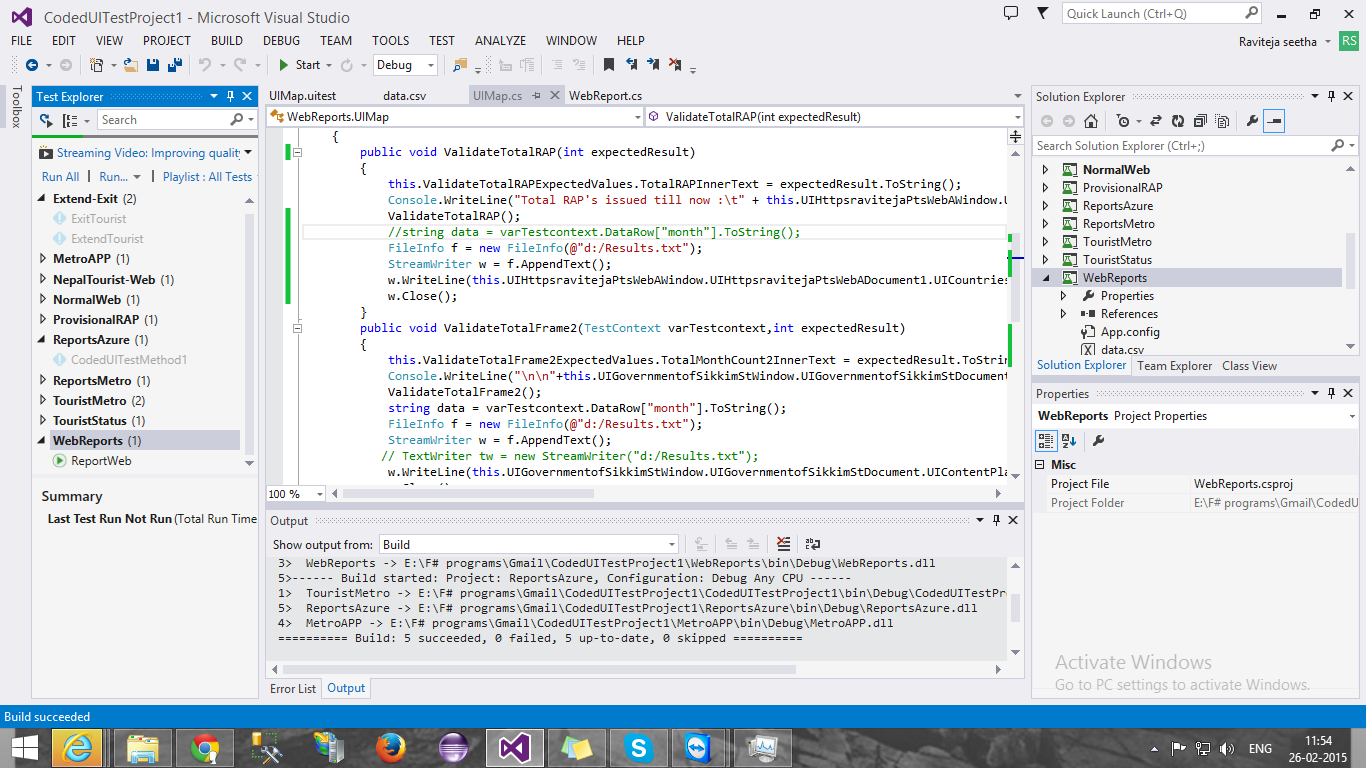 CodedUITestProject1 - Microsoft Visual Studio
Quick Launch (Ctrl+Q)
FILE EDIT VIEW PROJECT BUILD DEBUG TEAM TOOLS TEST ANALYZE WINDOW HELP
Raviteja seetha RS
Start Debug
Toolbox
Test Explorer
Search
Streaming Video: Improving quality
Run All | Run... | Playlist : All Tests
Extend-Exit (2)
ExitTourist
ExtendTourist
MetroAPP (1)
NepalTourist-Web (1)
NormalWeb (1)
ProvisionalRAP (1)
ReportsAzure (1)
CodedUITestMethod1
ReportsMetro (1)
TouristMetro (2)
TouristStatus (1)
WebReports (1)
ReportWeb
Summary
Last Test Run Not Run (Total Run Time
UIMap.uitest data.csv UIMap.cs WebReport.cs
WebReports.UIMap ValidateTotalRAP(int expectedResult)
{
public void ValidateTotalRAP(int expectedResult)
{
this.ValidateTotalRAPExpectedValues.TotalRAPInnerText = expectedResult.ToString();
Console.WriteLine("Total RAP's issued till now :\t" + this.UIHttpsravitejaPtsWebAWindow.U
ValidateTotalRAP();
//string data = varTestcontext.DataRow["month"].ToString();
FileInfo f = new FileInfo(@"d:/Results.txt");
StreamWriter w = f.AppendText();
w.WriteLine(this.UIHttpsravitejaPtsWebAWindow.UIHttpsravitejaPtsWebADocument1.UICountries
w.Close();
}
public void ValidateTotalFrame2(TestContext varTestcontext,int expectedResult)
{
this.ValidateTotalFrame2ExpectedValues.TotalMonthCount2InnerText = expectedResult.ToStrin
Console.WriteLine("\n\n"+this.UIGovernmentofSikkimStWindow.UIGovernmentofSikkimStDocument
ValidateTotalFrame2();
string data = varTestcontext.DataRow["month"].ToString();
FileInfo f = new FileInfo(@"d:/Results.txt");
StreamWriter w = f.AppendText();
// TextWriter tw = new StreamWriter("d:/Results.txt");
w.WriteLine(this.UIGovernmentofSikkimStWindow.UIGovernmentofSikkimStDocument.UIContentPla
100 %
Output
Show output from: Build
3> WebReports -> E:\F# programs\Gmail\CodedUITestProject1\WebReports\bin\Debug\WebReports.dll
5>------ Build started: Project: ReportsAzure, Configuration: Debug Any CPU ------
1> TouristMetro -> E:\F# programs\Gmail\CodedUITestProject1\CodedUITestProject1\bin\Debug\CodedUITestPr
5> ReportsAzure -> E:\F# programs\Gmail\CodedUITestProject1\ReportsAzure\bin\Debug\ReportsAzure.dll
4> MetroAPP -> E:\F# programs\Gmail\CodedUITestProject1\MetroAPP\bin\Debug\MetroAPP.dll
========== Build: 5 succeeded, 0 failed, 5 up-to-date, 0 skipped ==========
Error List Output
Solution Explorer
Search Solution Explorer (Ctrl+;)
NormalWeb
ProvisionalRAP
ReportsAzure
ReportsMetro
TouristMetro
TouristStatus
WebReports
Properties
References
App.config
data.csv
Solution Explorer Team Explorer Class View
Properties
WebReports Project Properties
Misc
Project File WebReports.csproj
Project Folder E:\F# programs\Gmail\CodedU
Activate Windows
Go to PC settings to activate Windows.
Build succeeded
ENG
11:54
26-02-2015